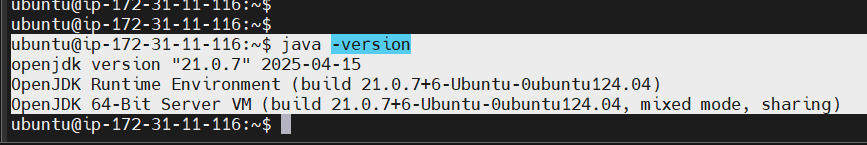 ubuntu@ip-172-31-11-116:~$
ubuntu@ip-172-31-11-116:~$
ubuntu@ip-172-31-11-116:~$ java -version
openjdk version "21.0.7" 2025-04-15
OpenJDK Runtime Environment (build 21.0.7+6-Ubuntu-0ubuntu124.04)
OpenJDK 64-Bit Server VM (build 21.0.7+6-Ubuntu-0ubuntu124.04, mixed mode, sharing)
ubuntu@ip-172-31-11-116:~$